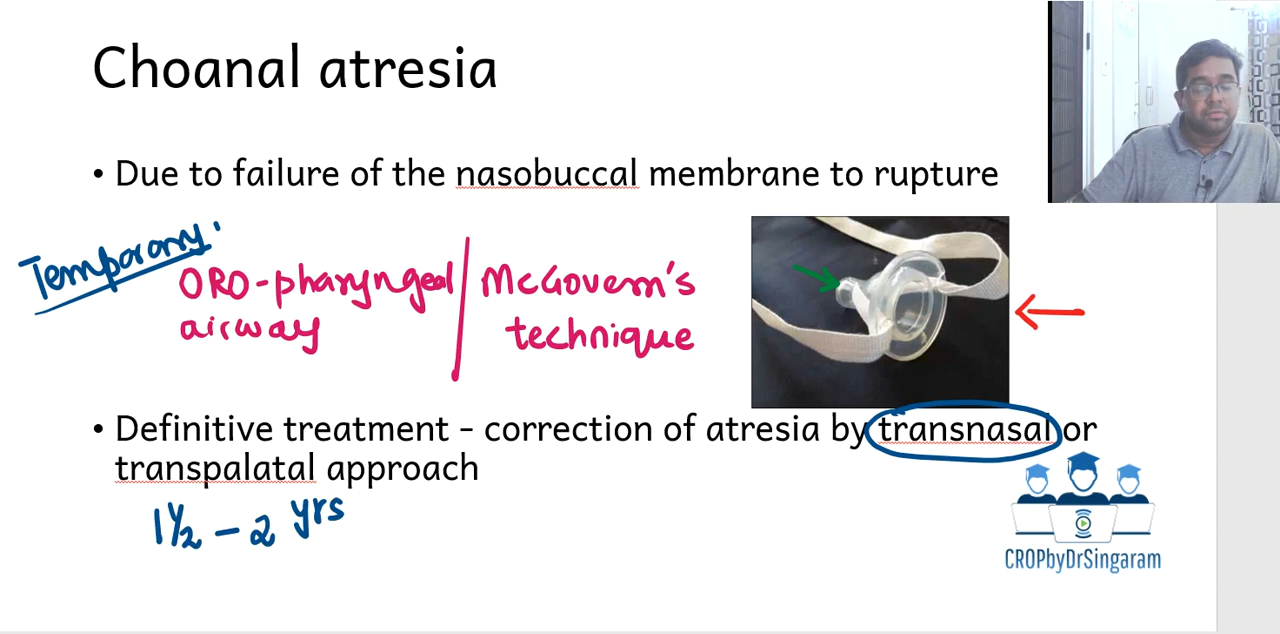 Choanal atresia
• Due to failure of the nasobuccal membrane to rupture
Temporary
ORO-pharyngeal / McGovern's
airway technique
• Definitive treatment - correction of atresia by transnasal or
transpalatal approach
1½ - 2 yrs
CROPbyDrSingaram